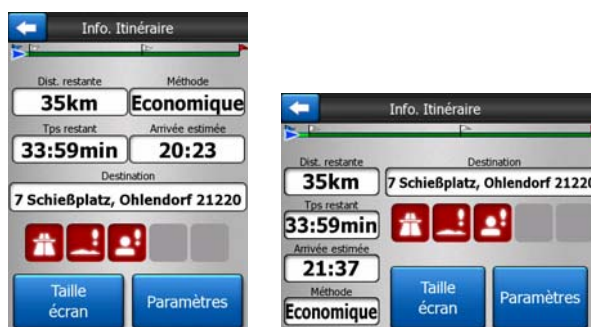 Info. Itinéraire
Dist. restante Méthode
35km Economique
Tps restant Arrivée estimée
33:59min 20:23
Destination
7 Schießplatz, Ohlendorf 21220
Taille écran
Paramètres
Info. Itinéraire
Dist. restante Destination
35km 7 Schießplatz, Ohlendorf 21220
Tps restant
33:59min
Arrivée estimée
21:37
Méthode
Economique
Taille écran
Paramètres